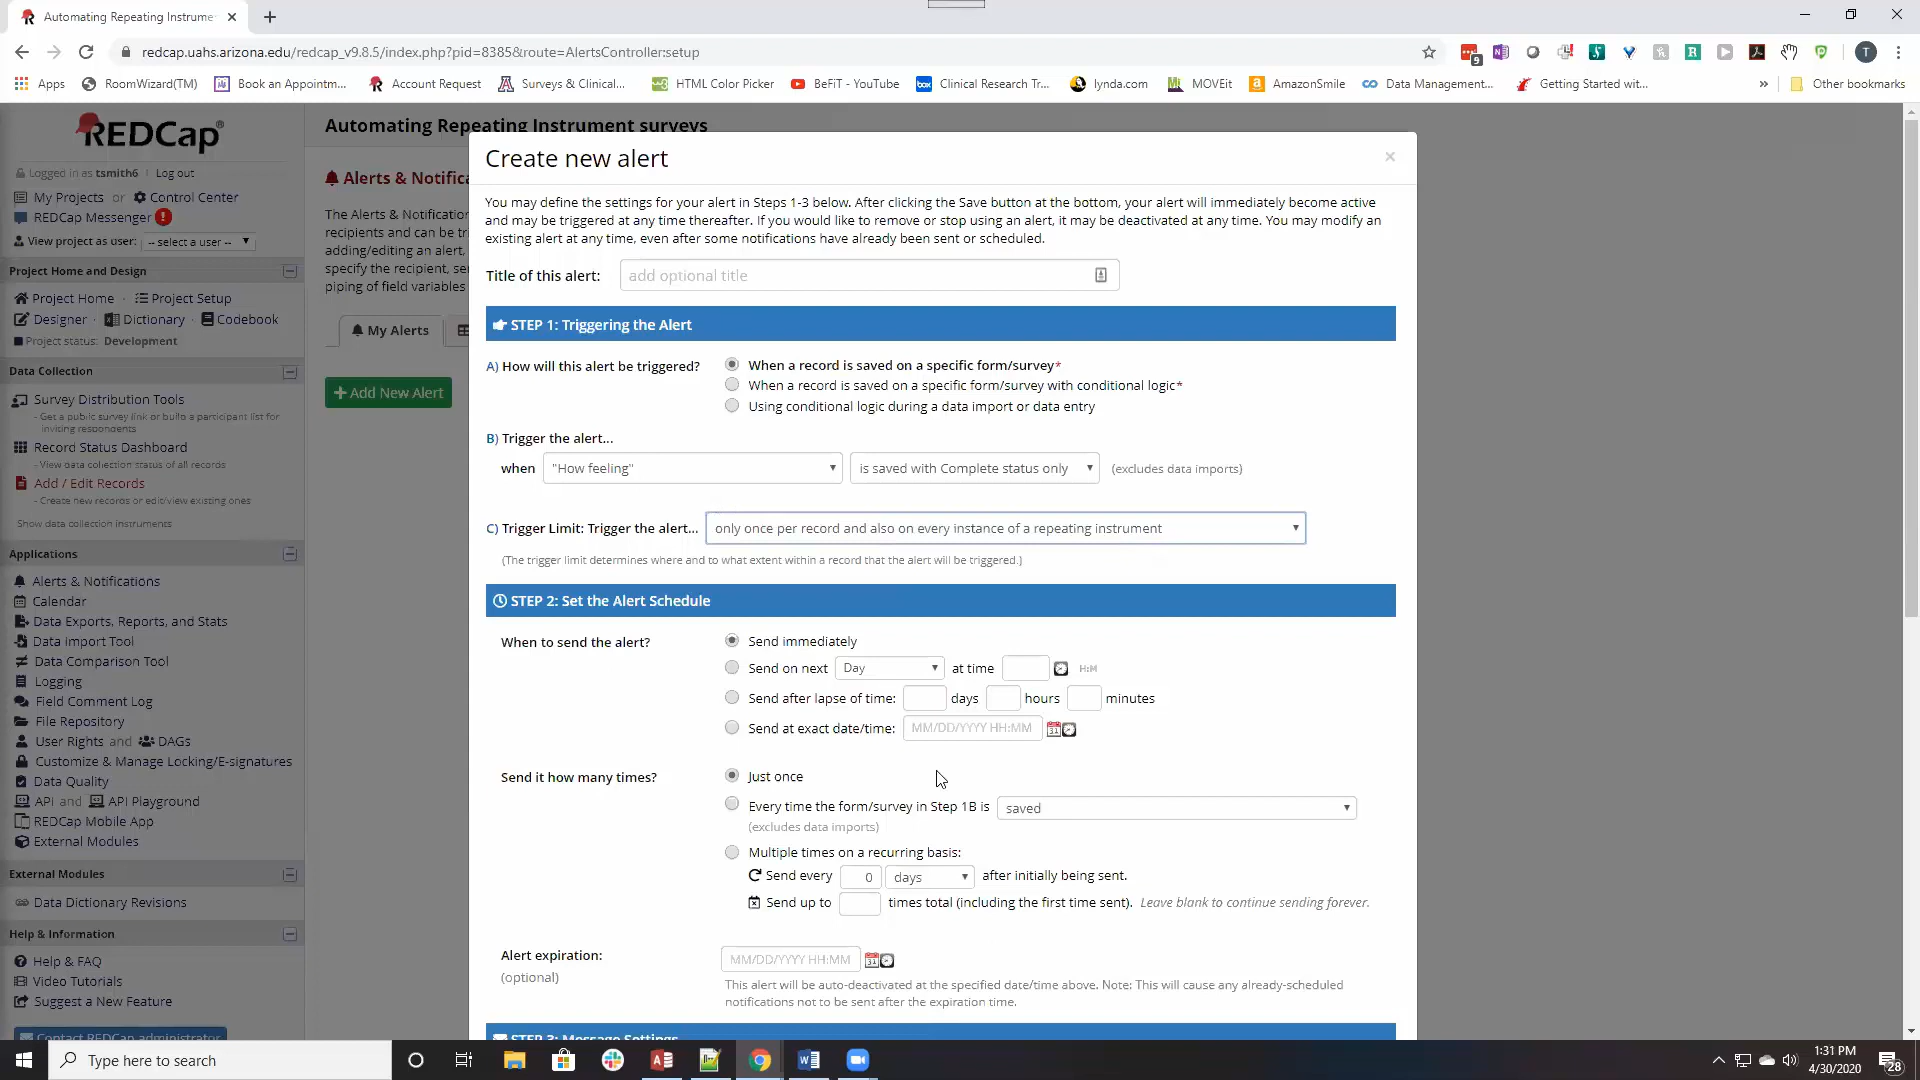 Automating Repeating Instrume
redcap.uahs.arizona.edu/redcap_v9.8.5/index.php?pid=8385&route=AlertsController:setup
9
T
Apps
RoomWizard(TM)
Book an Appointm...
Account Request
Surveys & Clinical...
HTML Color Picker
BeFiT - YouTube
Clinical Research Tr...
lynda.com
MOVEit
AmazonSmile
Data Management...
Getting Started wit...
»
Other bookmarks
REDCap
Logged in as tsmith6 | Log out
My Projects or Control Center
REDCap Messenger
View project as user: -- select a user --
Project Home and Design
Project Home · Project Setup
Designer · Dictionary · Codebook
Project status: Development
Data Collection
Survey Distribution Tools
- Get a public survey link or build a participant list for
inviting respondents
Record Status Dashboard
- View data collection status of all records
Add / Edit Records
- Create new records or edit/view existing ones
Show data collection instruments
Applications
Alerts & Notifications
Calendar
Data Exports, Reports, and Stats
Data Import Tool
Data Comparison Tool
Logging
Field Comment Log
File Repository
User Rights and DAGs
Customize & Manage Locking/E-signatures
Data Quality
API and API Playground
REDCap Mobile App
External Modules
External Modules
Data Dictionary Revisions
Help & Information
Help & FAQ
Video Tutorials
Suggest a New Feature
Contact REDCap administrator
Automating Repeating Instrument surveys
Alerts & Notifica
The Alerts & Notification
recipients and can be tr
adding/editing an alert,
specify the recipient, se
piping of field variables
My Alerts
+ Add New Alert
Create new alert
×
You may define the settings for your alert in Steps 1-3 below. After clicking the Save button at the bottom, your alert will immediately become active
and may be triggered at any time thereafter. If you would like to remove or stop using an alert, it may be deactivated at any time. You may modify an
existing alert at any time, even after some notifications have already been sent or scheduled.
Title of this alert: add optional title
STEP 1: Triggering the Alert
A) How will this alert be triggered?
When a record is saved on a specific form/survey*
When a record is saved on a specific form/survey with conditional logic*
Using conditional logic during a data import or data entry
B) Trigger the alert...
when "How feeling" is saved with Complete status only (excludes data imports)
C) Trigger Limit: Trigger the alert... only once per record and also on every instance of a repeating instrument
(The trigger limit determines where and to what extent within a record that the alert will be triggered.)
STEP 2: Set the Alert Schedule
When to send the alert?
Send immediately
Send on next Day at time H:M
Send after lapse of time: days hours minutes
Send at exact date/time: MM/DD/YYYY HH:MM
Send it how many times?
Just once
Every time the form/survey in Step 1B is saved
(excludes data imports)
Multiple times on a recurring basis:
Send every 0 days after initially being sent.
Send up to times total (including the first time sent). Leave blank to continue sending forever.
Alert expiration: MM/DD/YYYY HH:MM
(optional)
This alert will be auto-deactivated at the specified date/time above. Note: This will cause any already-scheduled
notifications not to be sent after the expiration time.
STEP 3: Message Settings
Type here to search
1:31 PM
4/30/2020
28